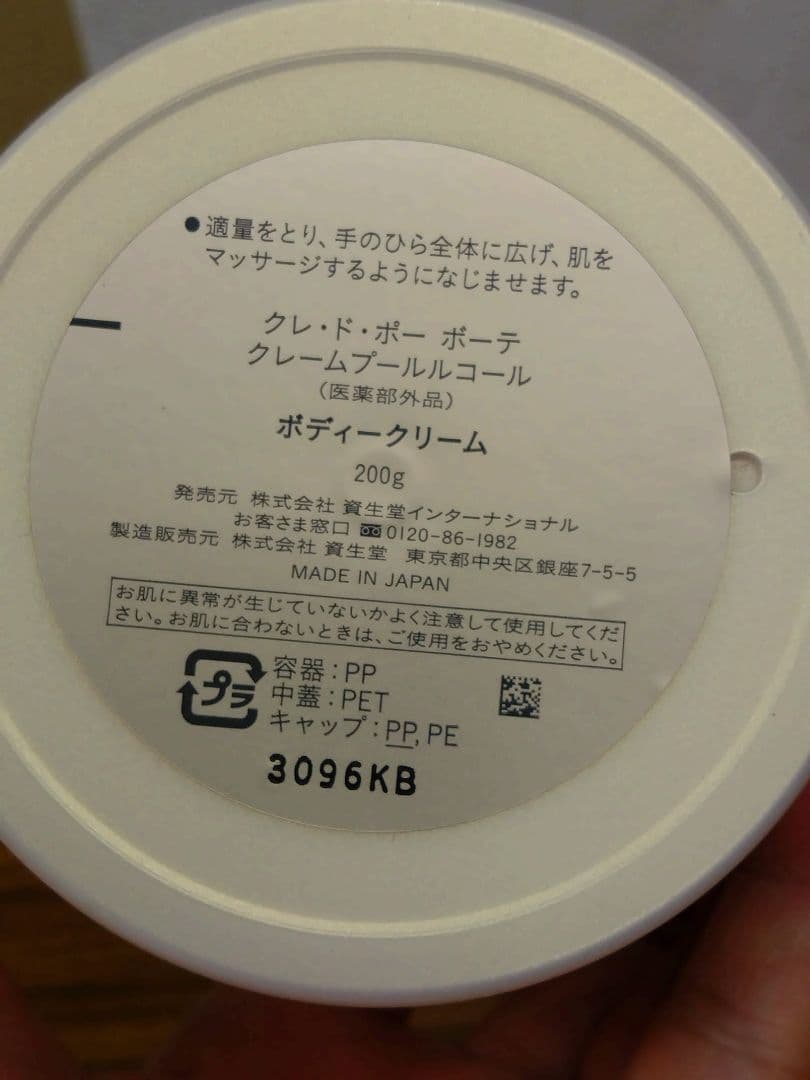 ●適量をとり、手のひら全体に広げ、肌を
マッサージするようになじませます。
クレ・ド・ポー ボーテ
クレームプールルコール
（医薬部外品）
ボディークリーム
200g
発売元 株式会社 資生堂インターナショナル
お客さま窓口 0120-86-1982
製造販売元 株式会社 資生堂 東京都中央区銀座7-5-5
MADE IN JAPAN
お肌に異常が生じていないかよく注意して使用してくだ
さい。お肌に合わないときは、ご使用をおやめください。
プラ
容器：PP
中蓋：PET
キャップ：PP, PE
3096KB